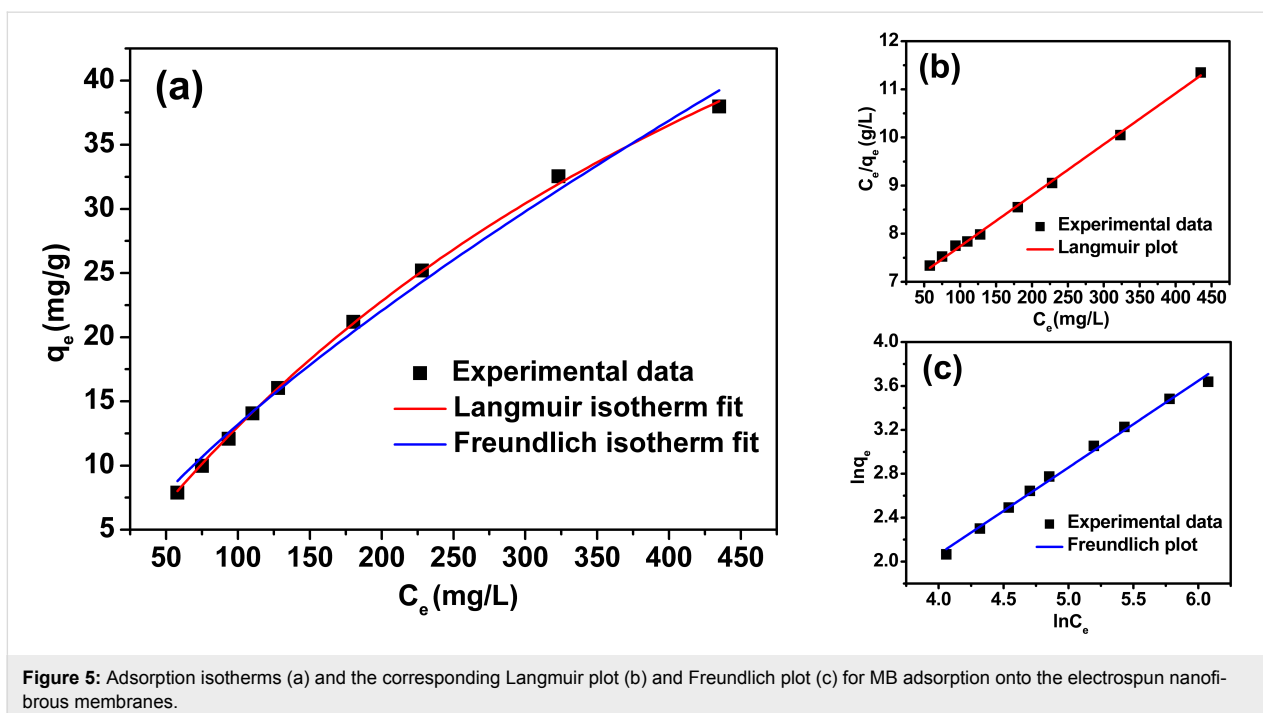 (a)
40
35
30
25
20
15
10
5
qe (mg/g)
Experimental data
Langmuir isotherm fit
Freundlich isotherm fit
50 100 150 200 250 300 350 400 450
Ce (mg/L)
(b)
12
11
10
9
8
7
Ce/qe (g/L)
Experimental data
Langmuir plot
50 100 150 200 250 300 350 400 450
Ce(mg/L)
(c)
4.0
3.6
3.2
2.8
2.4
2.0
lnqe
Experimental data
Freundlich plot
4.0 4.5 5.0 5.5 6.0
lnCe
Figure 5: Adsorption isotherms (a) and the corresponding Langmuir plot (b) and Freundlich plot (c) for MB adsorption onto the electrospun nanofi-
brous membranes.